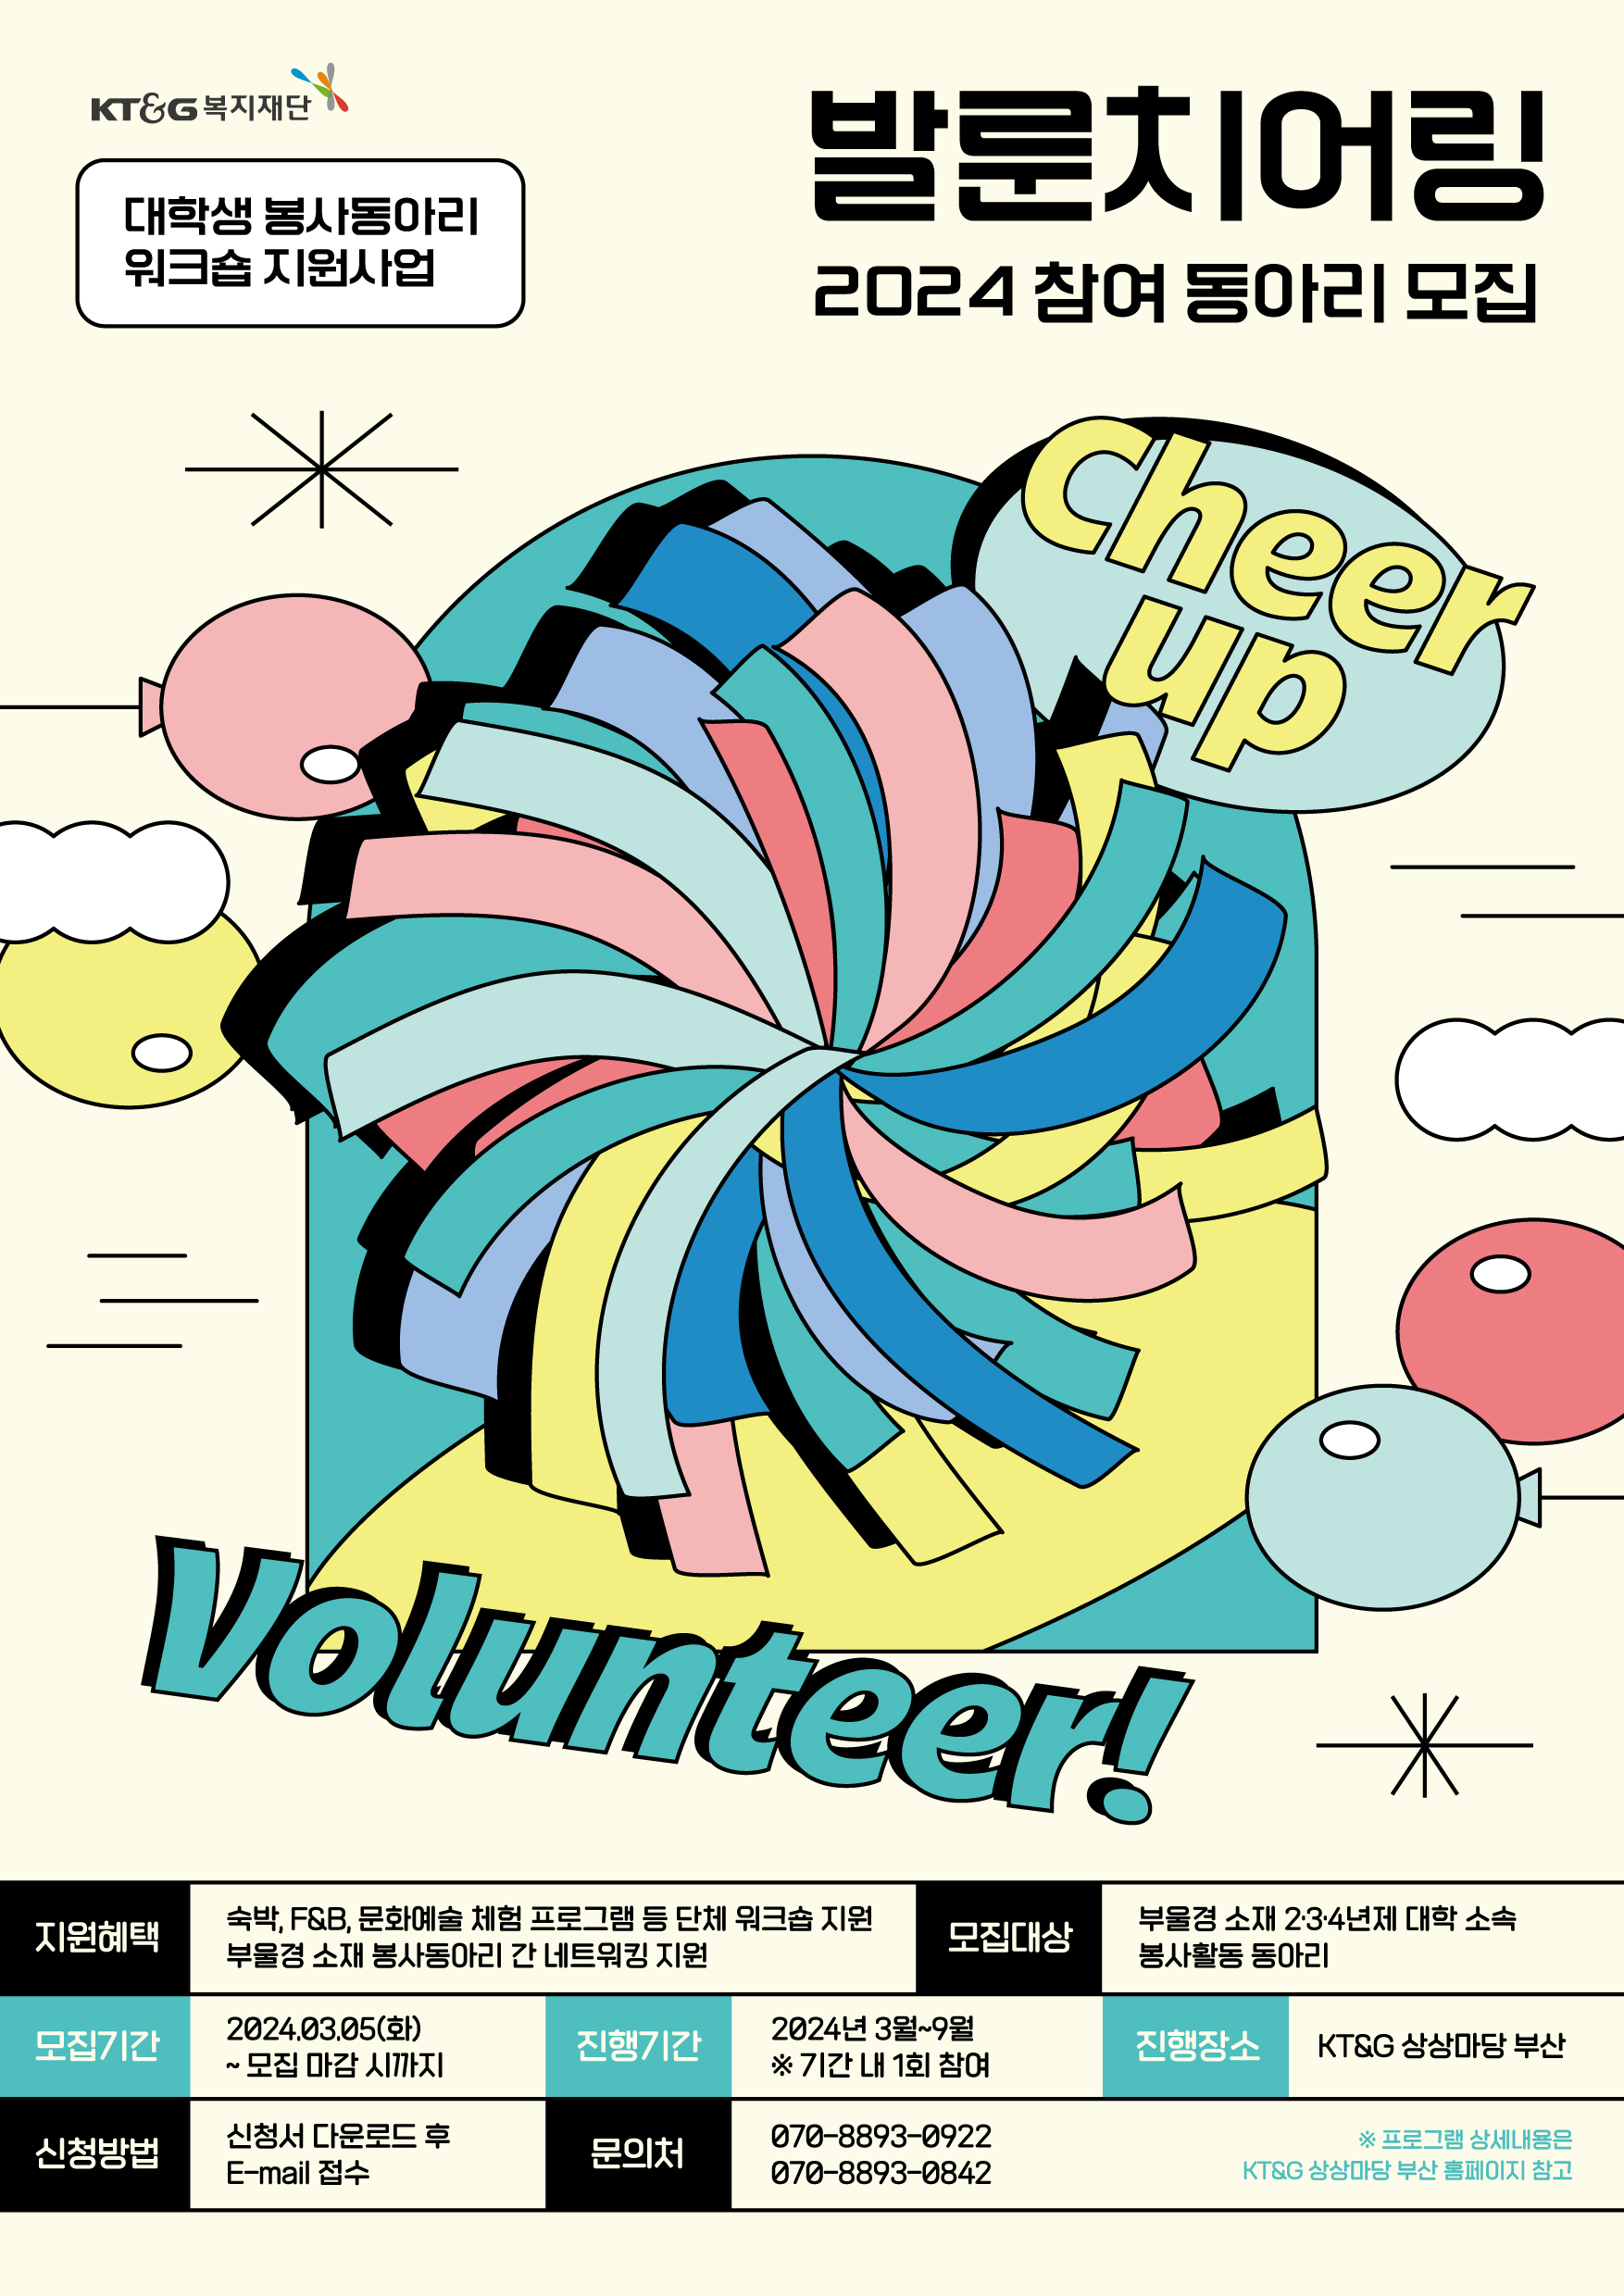 KT&G 복지재단
대학생 봉사동아리
워크숍 지원사업
발룬치어링
2024 참여 동아리 모집
Cheer
up
Volunteer!
지원혜택
숙박, F&B, 문화예술 체험 프로그램 등 단체 워크숍 지원
부울경 소재 봉사동아리 간 네트워킹 지원
모집대상
부울경 소재 2·3·4년제 대학 소속
봉사활동 동아리
모집기간
2024.03.05(화)
~ 모집 마감 시까지
진행기간
2024년 3월~9월
※ 기간 내 1회 참여
진행장소
KT&G 상상마당 부산
신청방법
신청서 다운로드 후
E-mail 접수
문의처
070-8893-0922
070-8893-0842
※ 프로그램 상세내용은
KT&G 상상마당 부산 홈페이지 참고